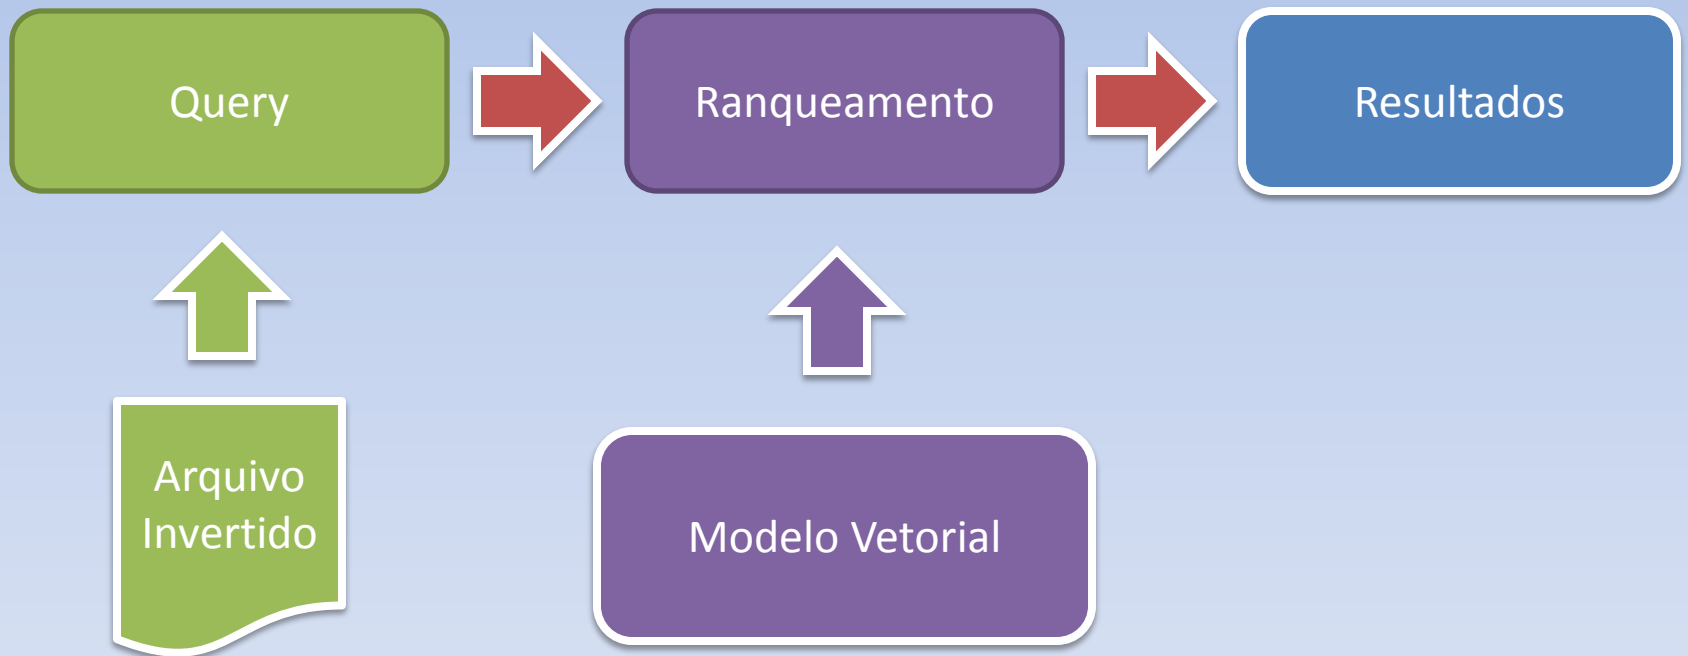 Query
Ranqueamento
Resultados
Arquivo
Invertido
Modelo Vetorial